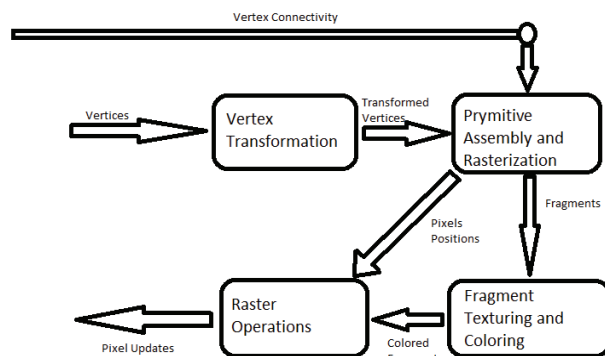 Vertex Connectivity
Vertices
Vertex
Transformation
Transformed
Vertices
Prymitive
Assembly and
Rasterization
Pixels
Positions
Fragments
Raster
Operations
Fragment
Texturing and
Coloring
Pixel Updates
Colored